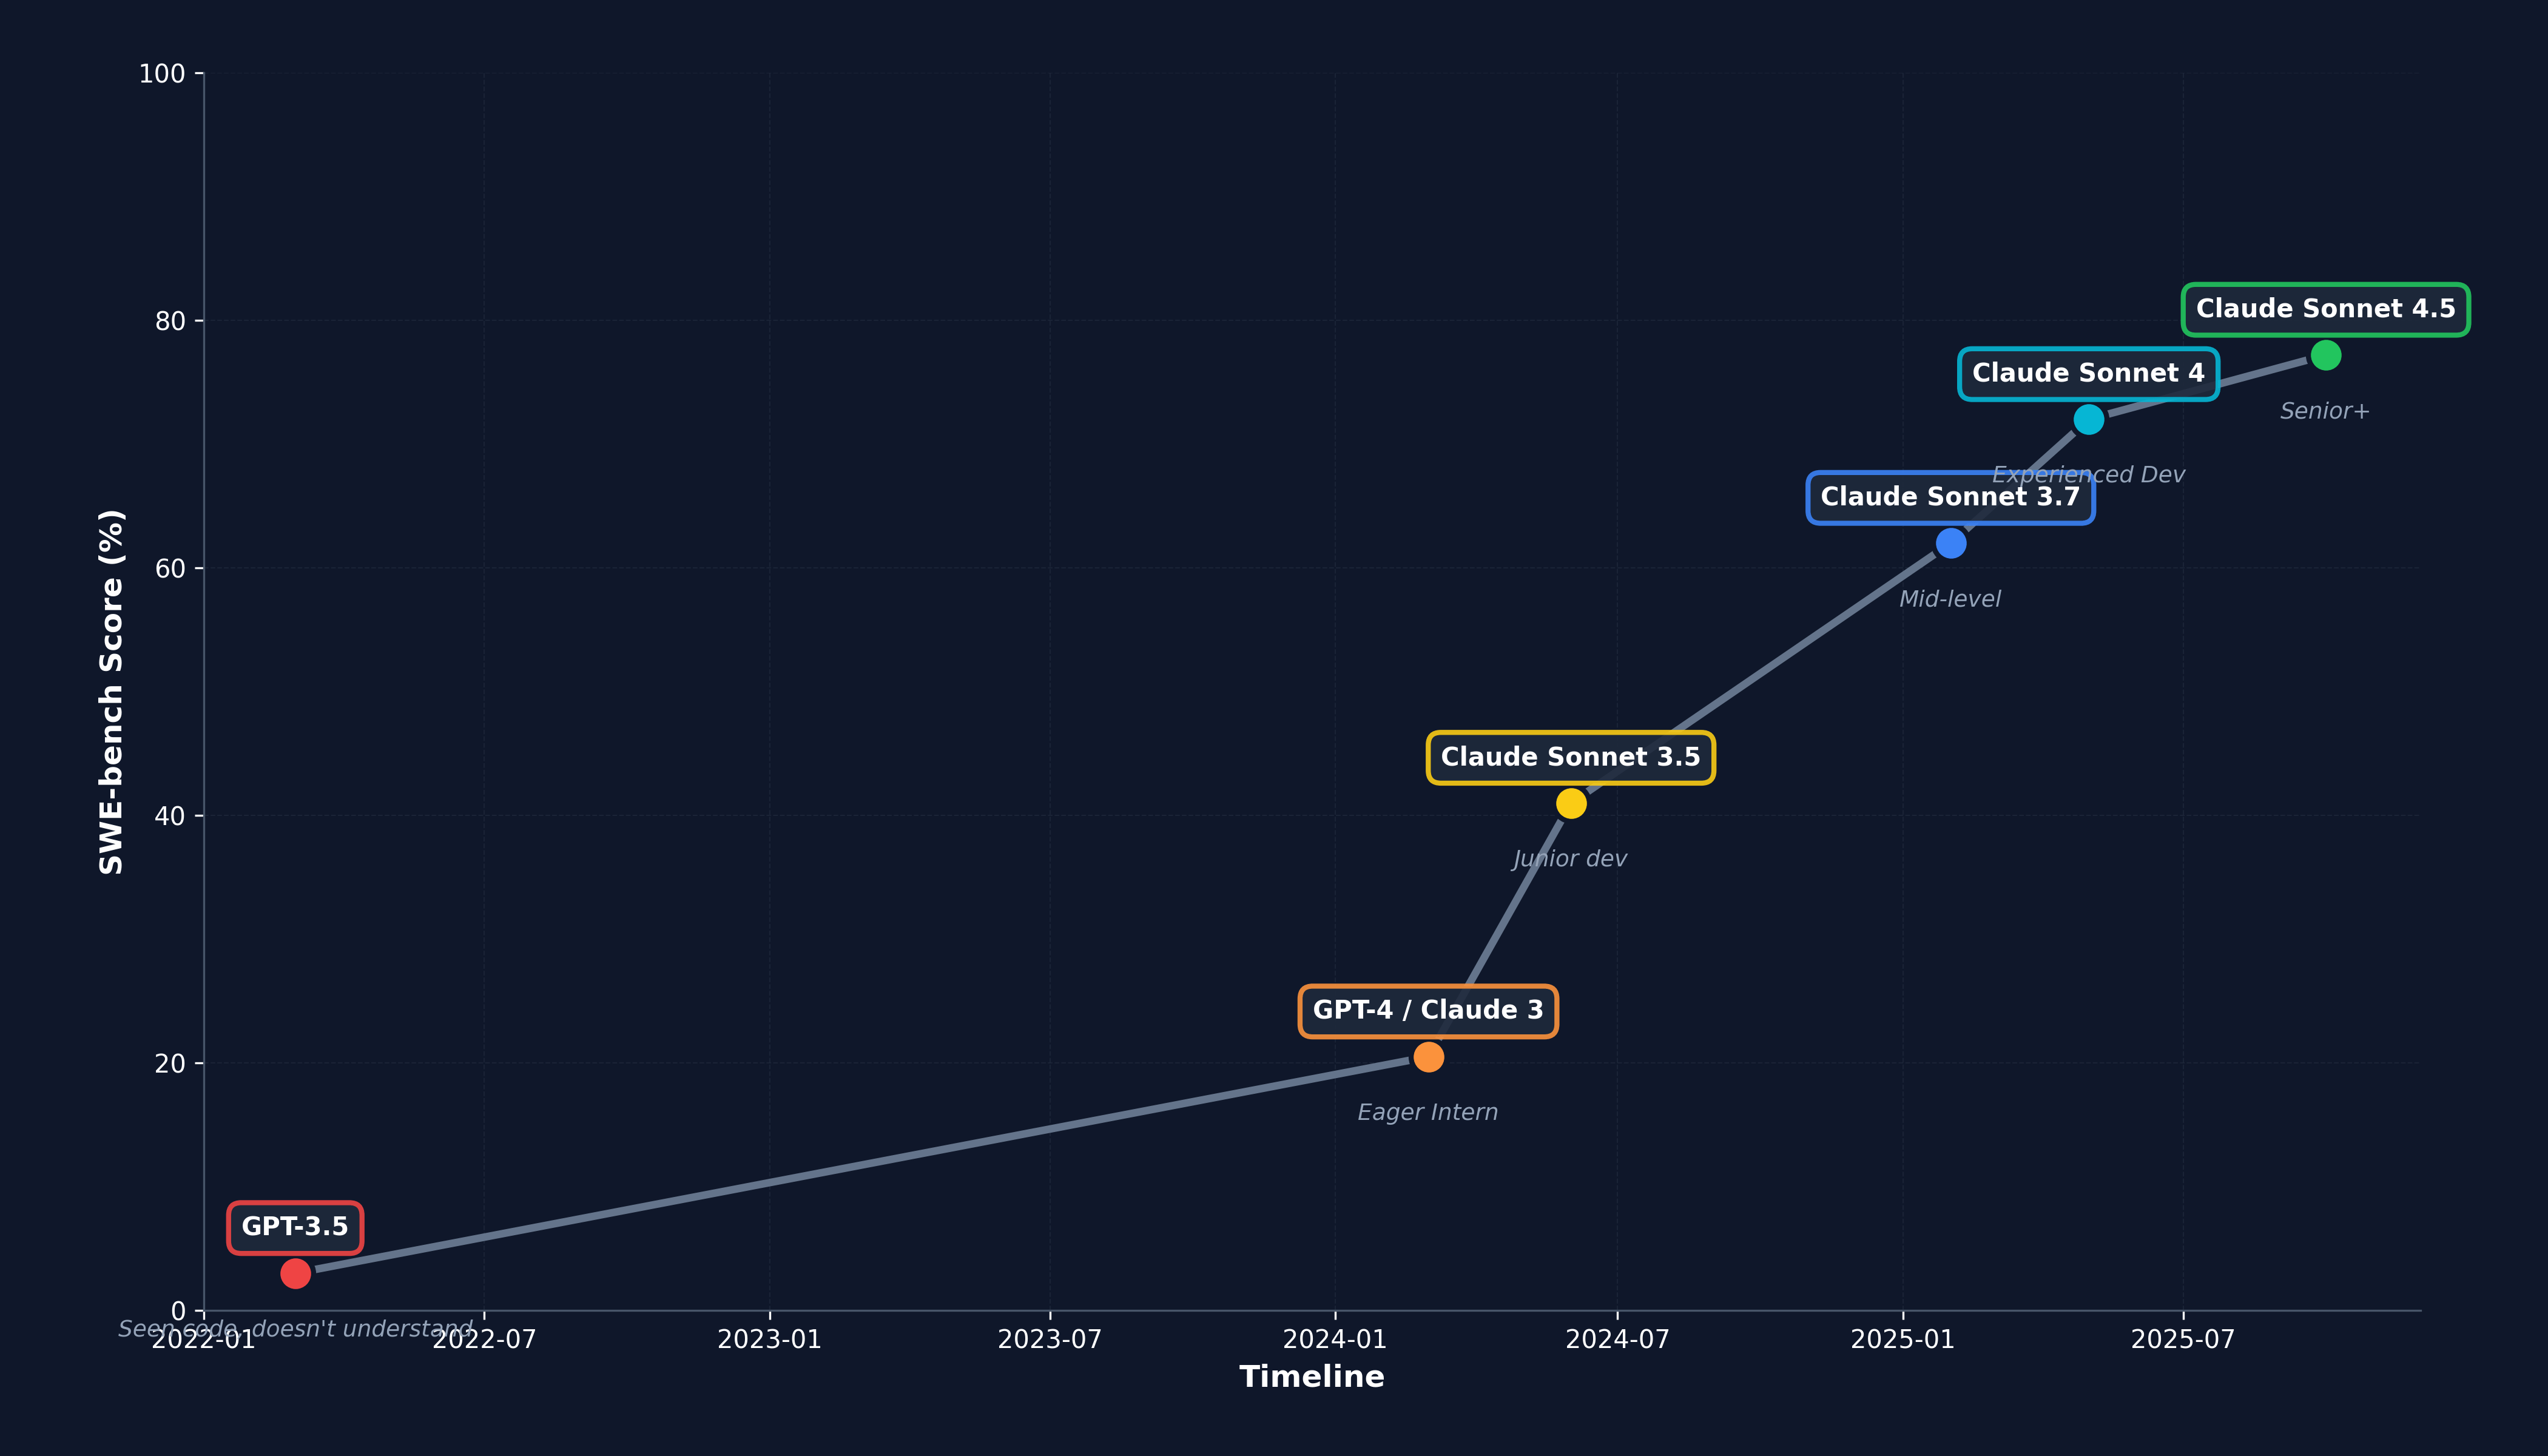 100
80
60
40
20
0
SWE-bench Score (%)
Claude Sonnet 4.5
Senior+
Claude Sonnet 4
Experienced Dev
Claude Sonnet 3.7
Mid-level
Claude Sonnet 3.5
Junior dev
GPT-4 / Claude 3
Eager Intern
GPT-3.5
Seen code, doesn't understand
2022-01 2022-07 2023-01 2023-07 2024-01 2024-07 2025-01 2025-07
Timeline